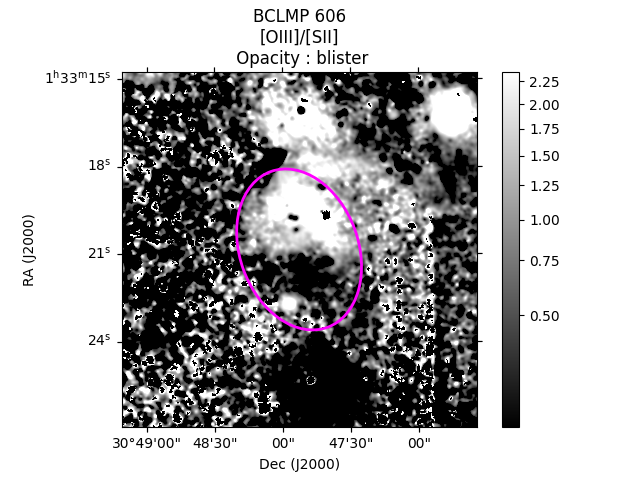 BCLMP 606
[OIII]/[SII]
Opacity : blister
1ʰ33ᵐ15ˢ
18ˢ
21ˢ
24ˢ
RA (J2000)
30°49'00" 48'30" 00" 47'30" 00"
Dec (J2000)
2.25
2.00
1.75
1.50
1.25
1.00
0.75
0.50